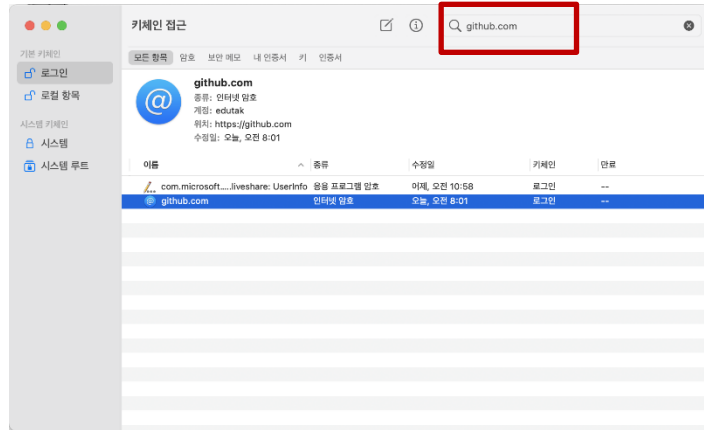 키체인 접근
github.com
기본 키체인
로그인
로컬 항목
시스템 키체인
시스템
시스템 루트
모든 항목 암호 보안 메모 내 인증서 키 인증서
github.com
종류: 인터넷 암호
계정: edutak
위치: https://github.com
수정일: 오늘, 오전 8:01
이름 종류 수정일 키체인 만료
com.microsoft.....liveshare: UserInfo 응용 프로그램 암호 어제, 오전 10:58 로그인 --
github.com 인터넷 암호 오늘, 오전 8:01 로그인 --